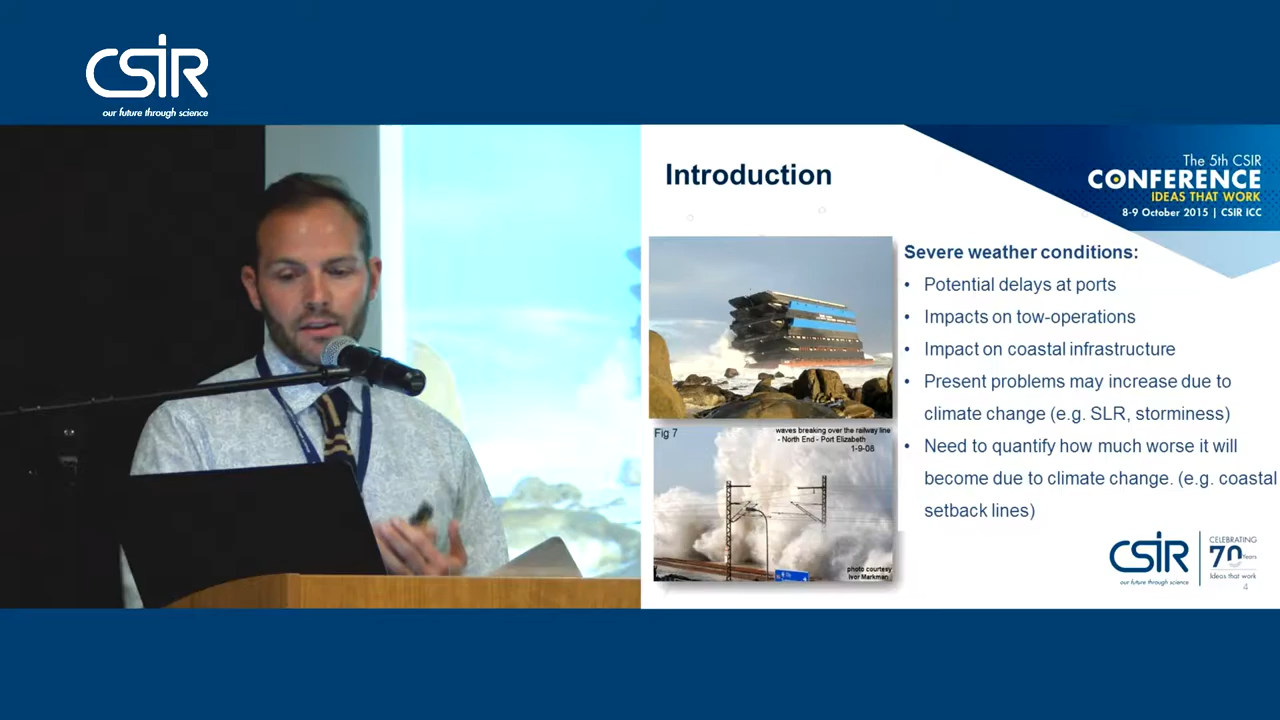 CSIR
our future through science
Introduction
The 5th CSIR
CONFERENCE
IDEAS THAT WORK
8-9 October 2015 | CSIR ICC
Severe weather conditions:
• Potential delays at ports
• Impacts on tow-operations
• Impact on coastal infrastructure
• Present problems may increase due to
climate change (e.g. SLR, storminess)
• Need to quantify how much worse it will
become due to climate change. (e.g. coastal
setback lines)
Fig 7
waves breaking over the railway line
- North End - Port Elizabeth
1-9-08
photo courtesy
Ivor Markman
CSIR
our future through science
CELEBRATING
70 Years
Ideas that work
4